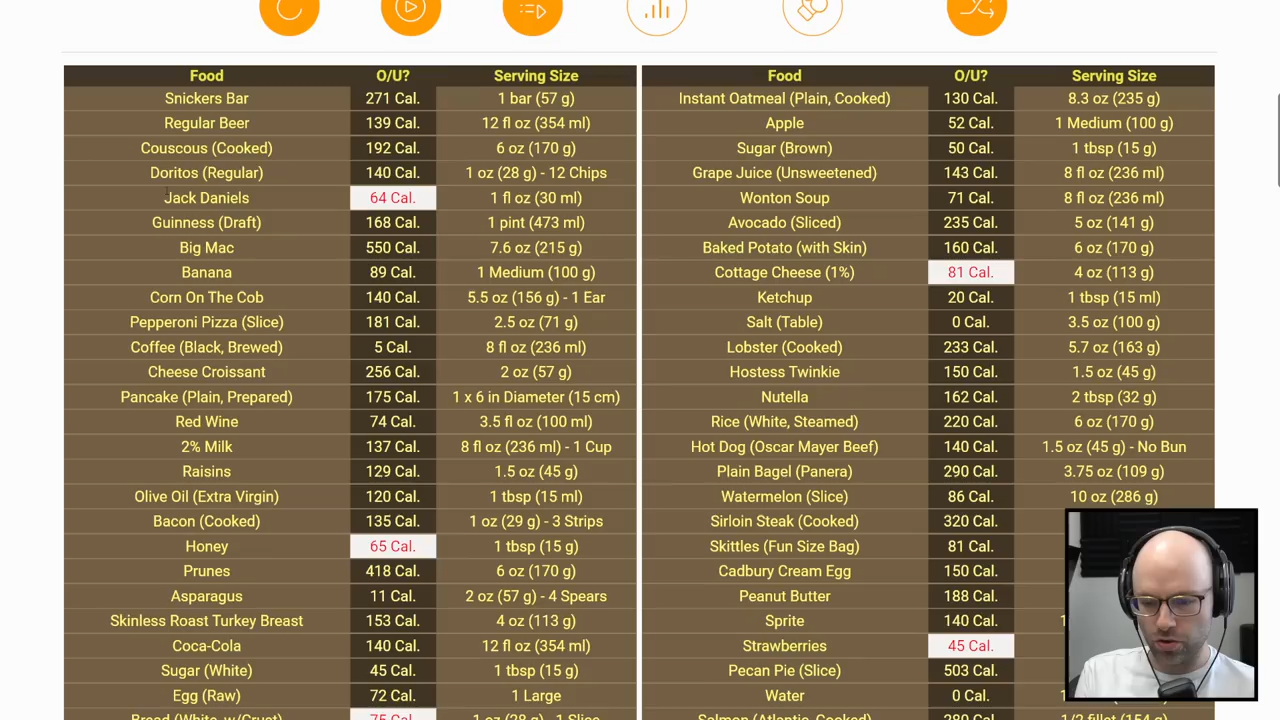 Food O/U? Serving Size
Snickers Bar 271 Cal. 1 bar (57 g)
Regular Beer 139 Cal. 12 fl oz (354 ml)
Couscous (Cooked) 192 Cal. 6 oz (170 g)
Doritos (Regular) 140 Cal. 1 oz (28 g) - 12 Chips
Jack Daniels 64 Cal. 1 fl oz (30 ml)
Guinness (Draft) 168 Cal. 1 pint (473 ml)
Big Mac 550 Cal. 7.6 oz (215 g)
Banana 89 Cal. 1 Medium (100 g)
Corn On The Cob 140 Cal. 5.5 oz (156 g) - 1 Ear
Pepperoni Pizza (Slice) 181 Cal. 2.5 oz (71 g)
Coffee (Black, Brewed) 5 Cal. 8 fl oz (236 ml)
Cheese Croissant 256 Cal. 2 oz (57 g)
Pancake (Plain, Prepared) 175 Cal. 1 x 6 in Diameter (15 cm)
Red Wine 74 Cal. 3.5 fl oz (100 ml)
2% Milk 137 Cal. 8 fl oz (236 ml) - 1 Cup
Raisins 129 Cal. 1.5 oz (45 g)
Olive Oil (Extra Virgin) 120 Cal. 1 tbsp (15 ml)
Bacon (Cooked) 135 Cal. 1 oz (29 g) - 3 Strips
Honey 65 Cal. 1 tbsp (15 g)
Prunes 418 Cal. 6 oz (170 g)
Asparagus 11 Cal. 2 oz (57 g) - 4 Spears
Skinless Roast Turkey Breast 153 Cal. 4 oz (113 g)
Coca-Cola 140 Cal. 12 fl oz (354 ml)
Sugar (White) 45 Cal. 1 tbsp (15 g)
Egg (Raw) 72 Cal. 1 Large
Bread (White, w/Crust) 75 Cal. 1 oz (28 g) - 1 Slice
Food O/U? Serving Size
Instant Oatmeal (Plain, Cooked) 130 Cal. 8.3 oz (235 g)
Apple 52 Cal. 1 Medium (100 g)
Sugar (Brown) 50 Cal. 1 tbsp (15 g)
Grape Juice (Unsweetened) 143 Cal. 8 fl oz (236 ml)
Wonton Soup 71 Cal. 8 fl oz (236 ml)
Avocado (Sliced) 235 Cal. 5 oz (141 g)
Baked Potato (with Skin) 160 Cal. 6 oz (170 g)
Cottage Cheese (1%) 81 Cal. 4 oz (113 g)
Ketchup 20 Cal. 1 tbsp (15 ml)
Salt (Table) 0 Cal. 3.5 oz (100 g)
Lobster (Cooked) 233 Cal. 5.7 oz (163 g)
Hostess Twinkie 150 Cal. 1.5 oz (45 g)
Nutella 162 Cal. 2 tbsp (32 g)
Rice (White, Steamed) 220 Cal. 6 oz (170 g)
Hot Dog (Oscar Mayer Beef) 140 Cal. 1.5 oz (45 g) - No Bun
Plain Bagel (Panera) 290 Cal. 3.75 oz (109 g)
Watermelon (Slice) 86 Cal. 10 oz (286 g)
Sirloin Steak (Cooked) 320 Cal.
Skittles (Fun Size Bag) 81 Cal.
Cadbury Cream Egg 150 Cal.
Peanut Butter 188 Cal.
Sprite 140 Cal. 1
Strawberries 45 Cal.
Pecan Pie (Slice) 503 Cal.
Water 0 Cal.
Salmon (Atlantic, Cooked) 280 Cal. 1/2 fillet (154 g)